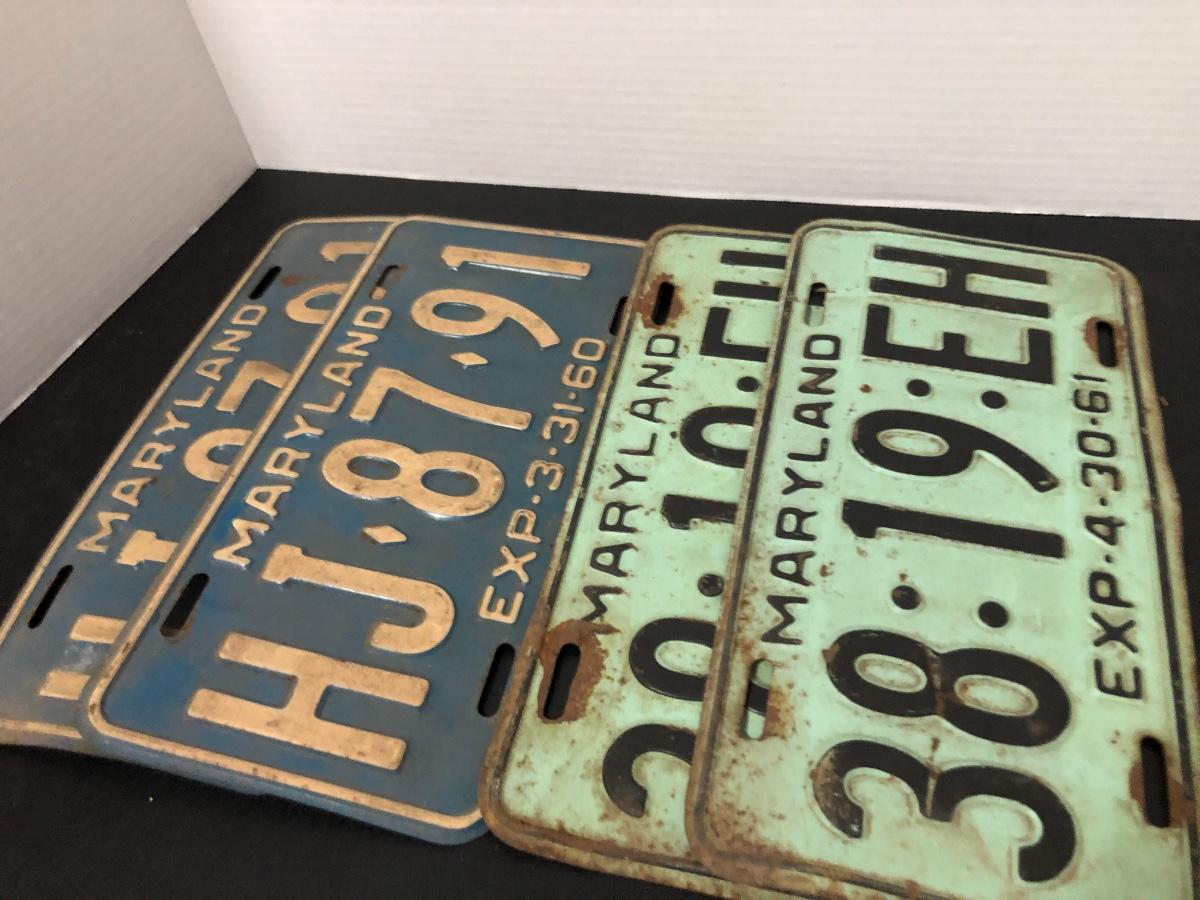 MARYLAND
MARYLAND
HJ·87·91
EXP·3·31·60
MARYLAND
MARYLAND
38:19:EH
EXP·4·30·61